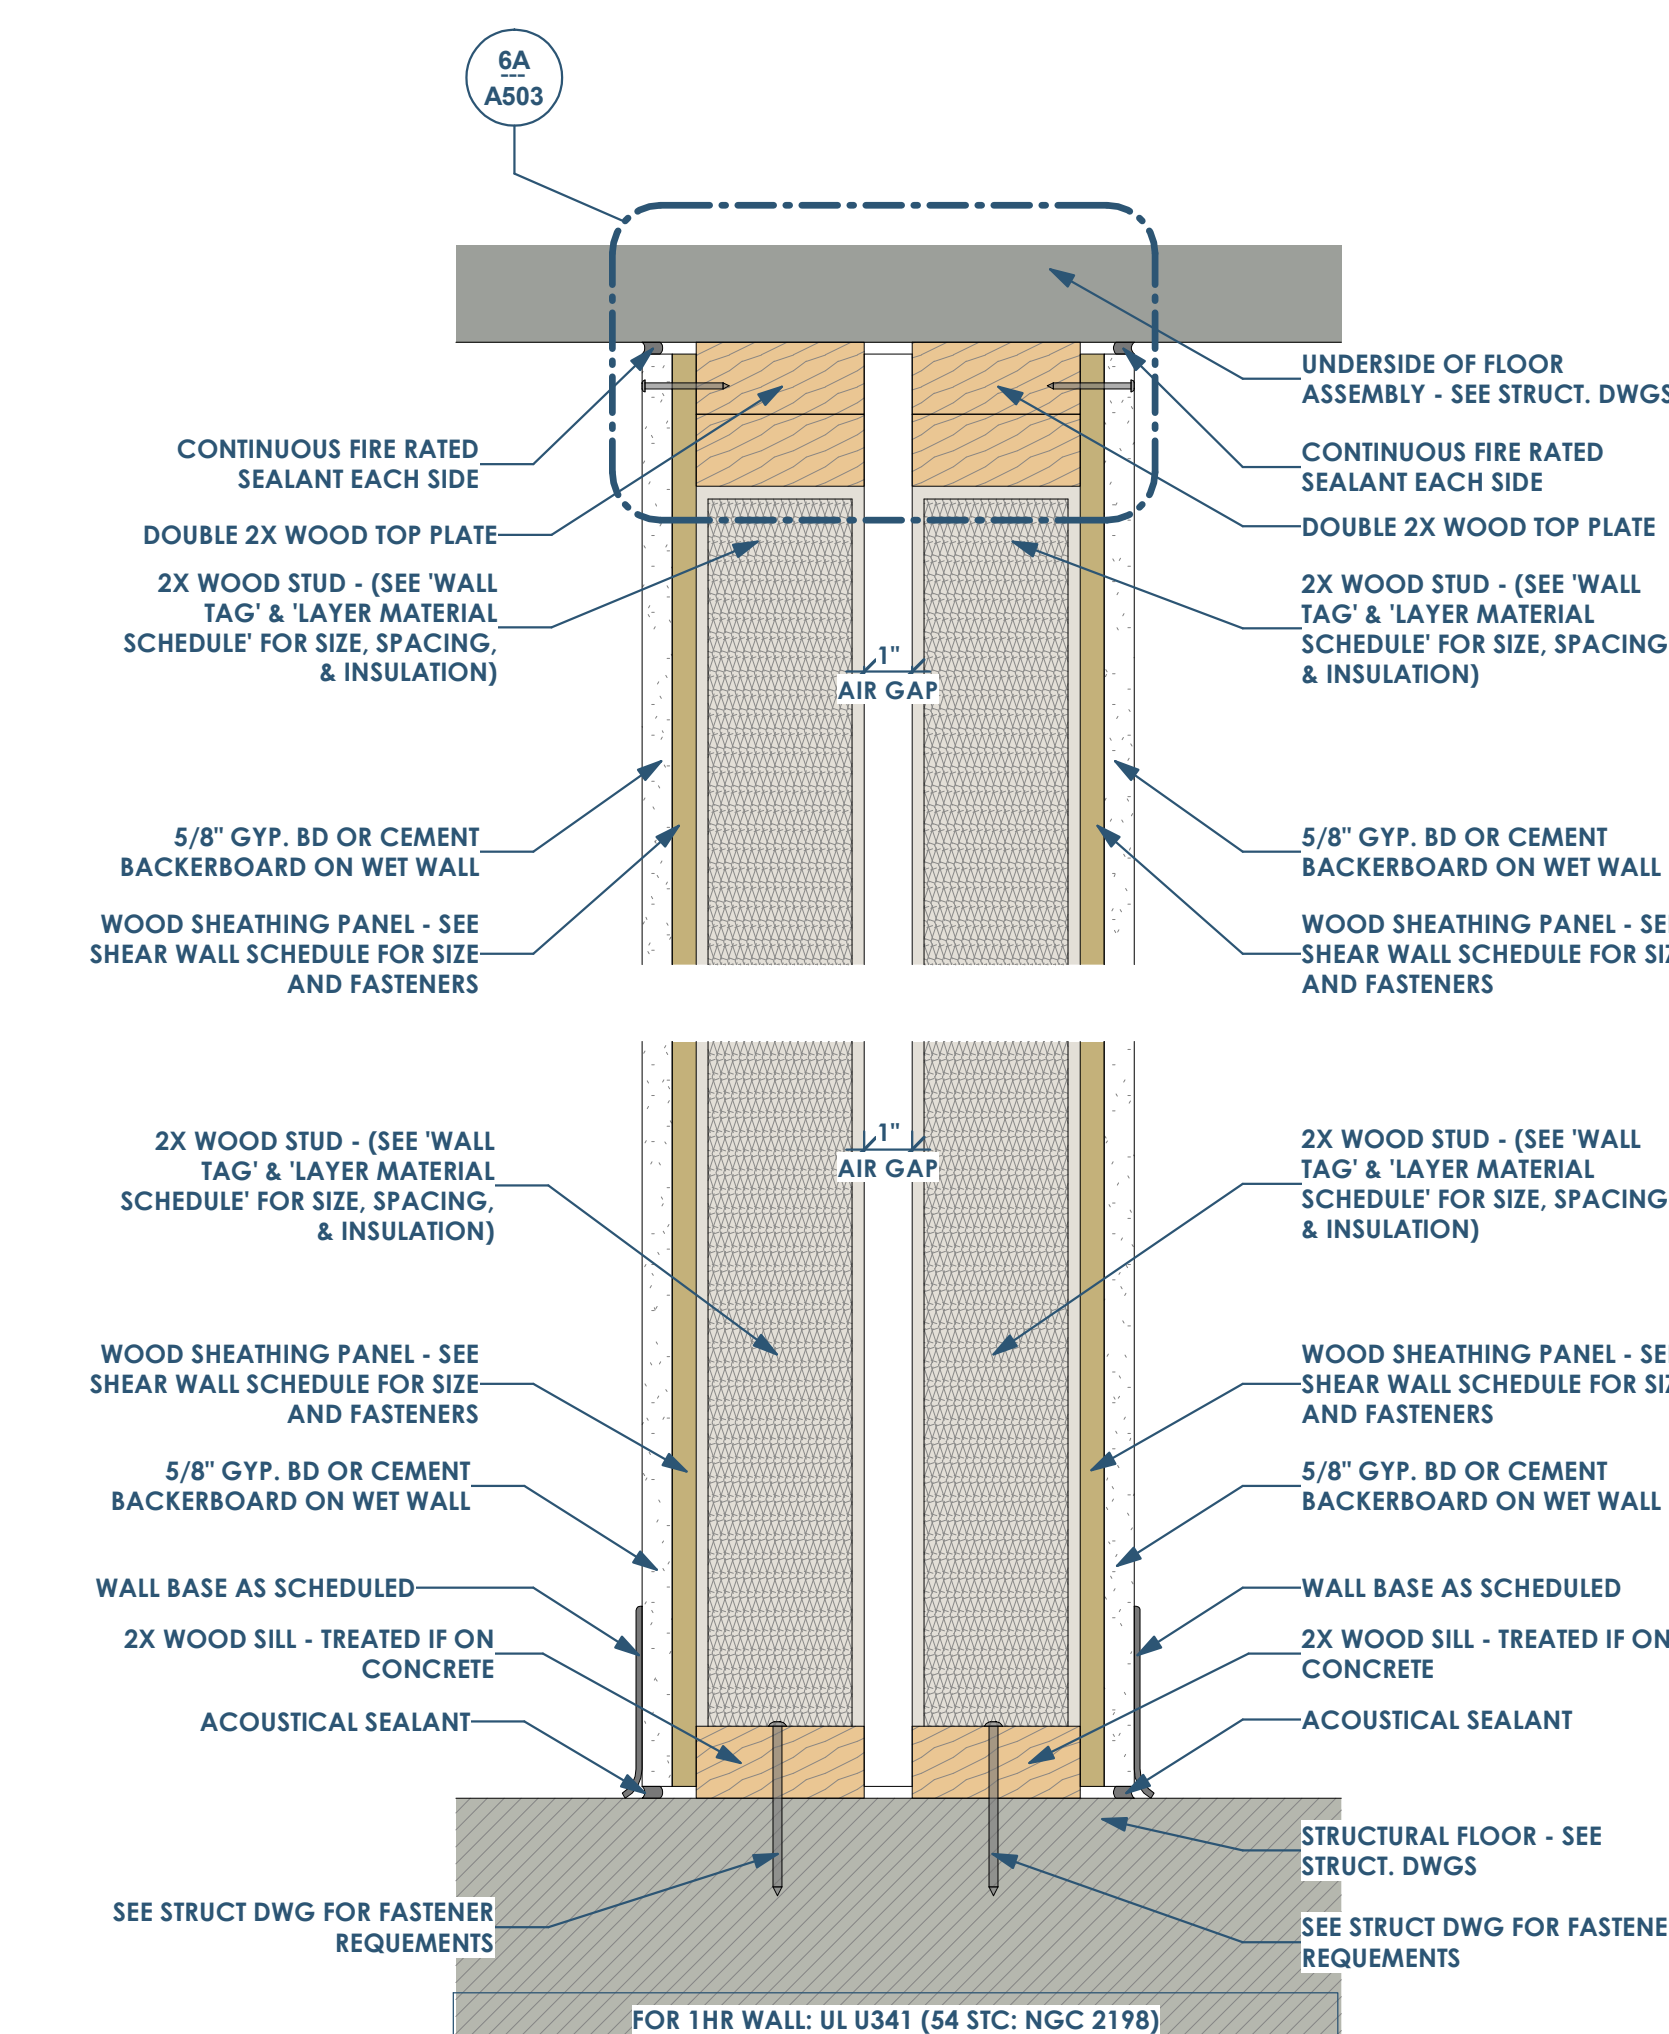 6A
A503
CONTINUOUS FIRE RATED
SEALANT EACH SIDE
DOUBLE 2X WOOD TOP PLATE
2X WOOD STUD - (SEE 'WALL
TAG' & 'LAYER MATERIAL
SCHEDULE' FOR SIZE, SPACING,
& INSULATION)
5/8" GYP. BD OR CEMENT
BACKERBOARD ON WET WALL
WOOD SHEATHING PANEL - SEE
SHEAR WALL SCHEDULE FOR SIZE
AND FASTENERS
1"
AIR GAP
UNDERSIDE OF FLOOR
ASSEMBLY - SEE STRUCT. DWGS
CONTINUOUS FIRE RATED
SEALANT EACH SIDE
DOUBLE 2X WOOD TOP PLATE
2X WOOD STUD - (SEE 'WALL
TAG' & 'LAYER MATERIAL
SCHEDULE' FOR SIZE, SPACING
& INSULATION)
5/8" GYP. BD OR CEMENT
BACKERBOARD ON WET WALL
WOOD SHEATHING PANEL - SEE
SHEAR WALL SCHEDULE FOR SIZ
AND FASTENERS
2X WOOD STUD - (SEE 'WALL
TAG' & 'LAYER MATERIAL
SCHEDULE' FOR SIZE, SPACING,
& INSULATION)
WOOD SHEATHING PANEL - SEE
SHEAR WALL SCHEDULE FOR SIZE
AND FASTENERS
5/8" GYP. BD OR CEMENT
BACKERBOARD ON WET WALL
WALL BASE AS SCHEDULED
2X WOOD SILL - TREATED IF ON
CONCRETE
ACOUSTICAL SEALANT
SEE STRUCT DWG FOR FASTENER
REQUEMENTS
1"
AIR GAP
2X WOOD STUD - (SEE 'WALL
TAG' & 'LAYER MATERIAL
SCHEDULE' FOR SIZE, SPACING
& INSULATION)
WOOD SHEATHING PANEL - SEE
SHEAR WALL SCHEDULE FOR SIZ
AND FASTENERS
5/8" GYP. BD OR CEMENT
BACKERBOARD ON WET WALL
WALL BASE AS SCHEDULED
2X WOOD SILL - TREATED IF ON
CONCRETE
ACOUSTICAL SEALANT
STRUCTURAL FLOOR - SEE
STRUCT. DWGS
SEE STRUCT DWG FOR FASTENE
REQUEMENTS
FOR 1HR WALL: UL U341 (54 STC: NGC 2198)